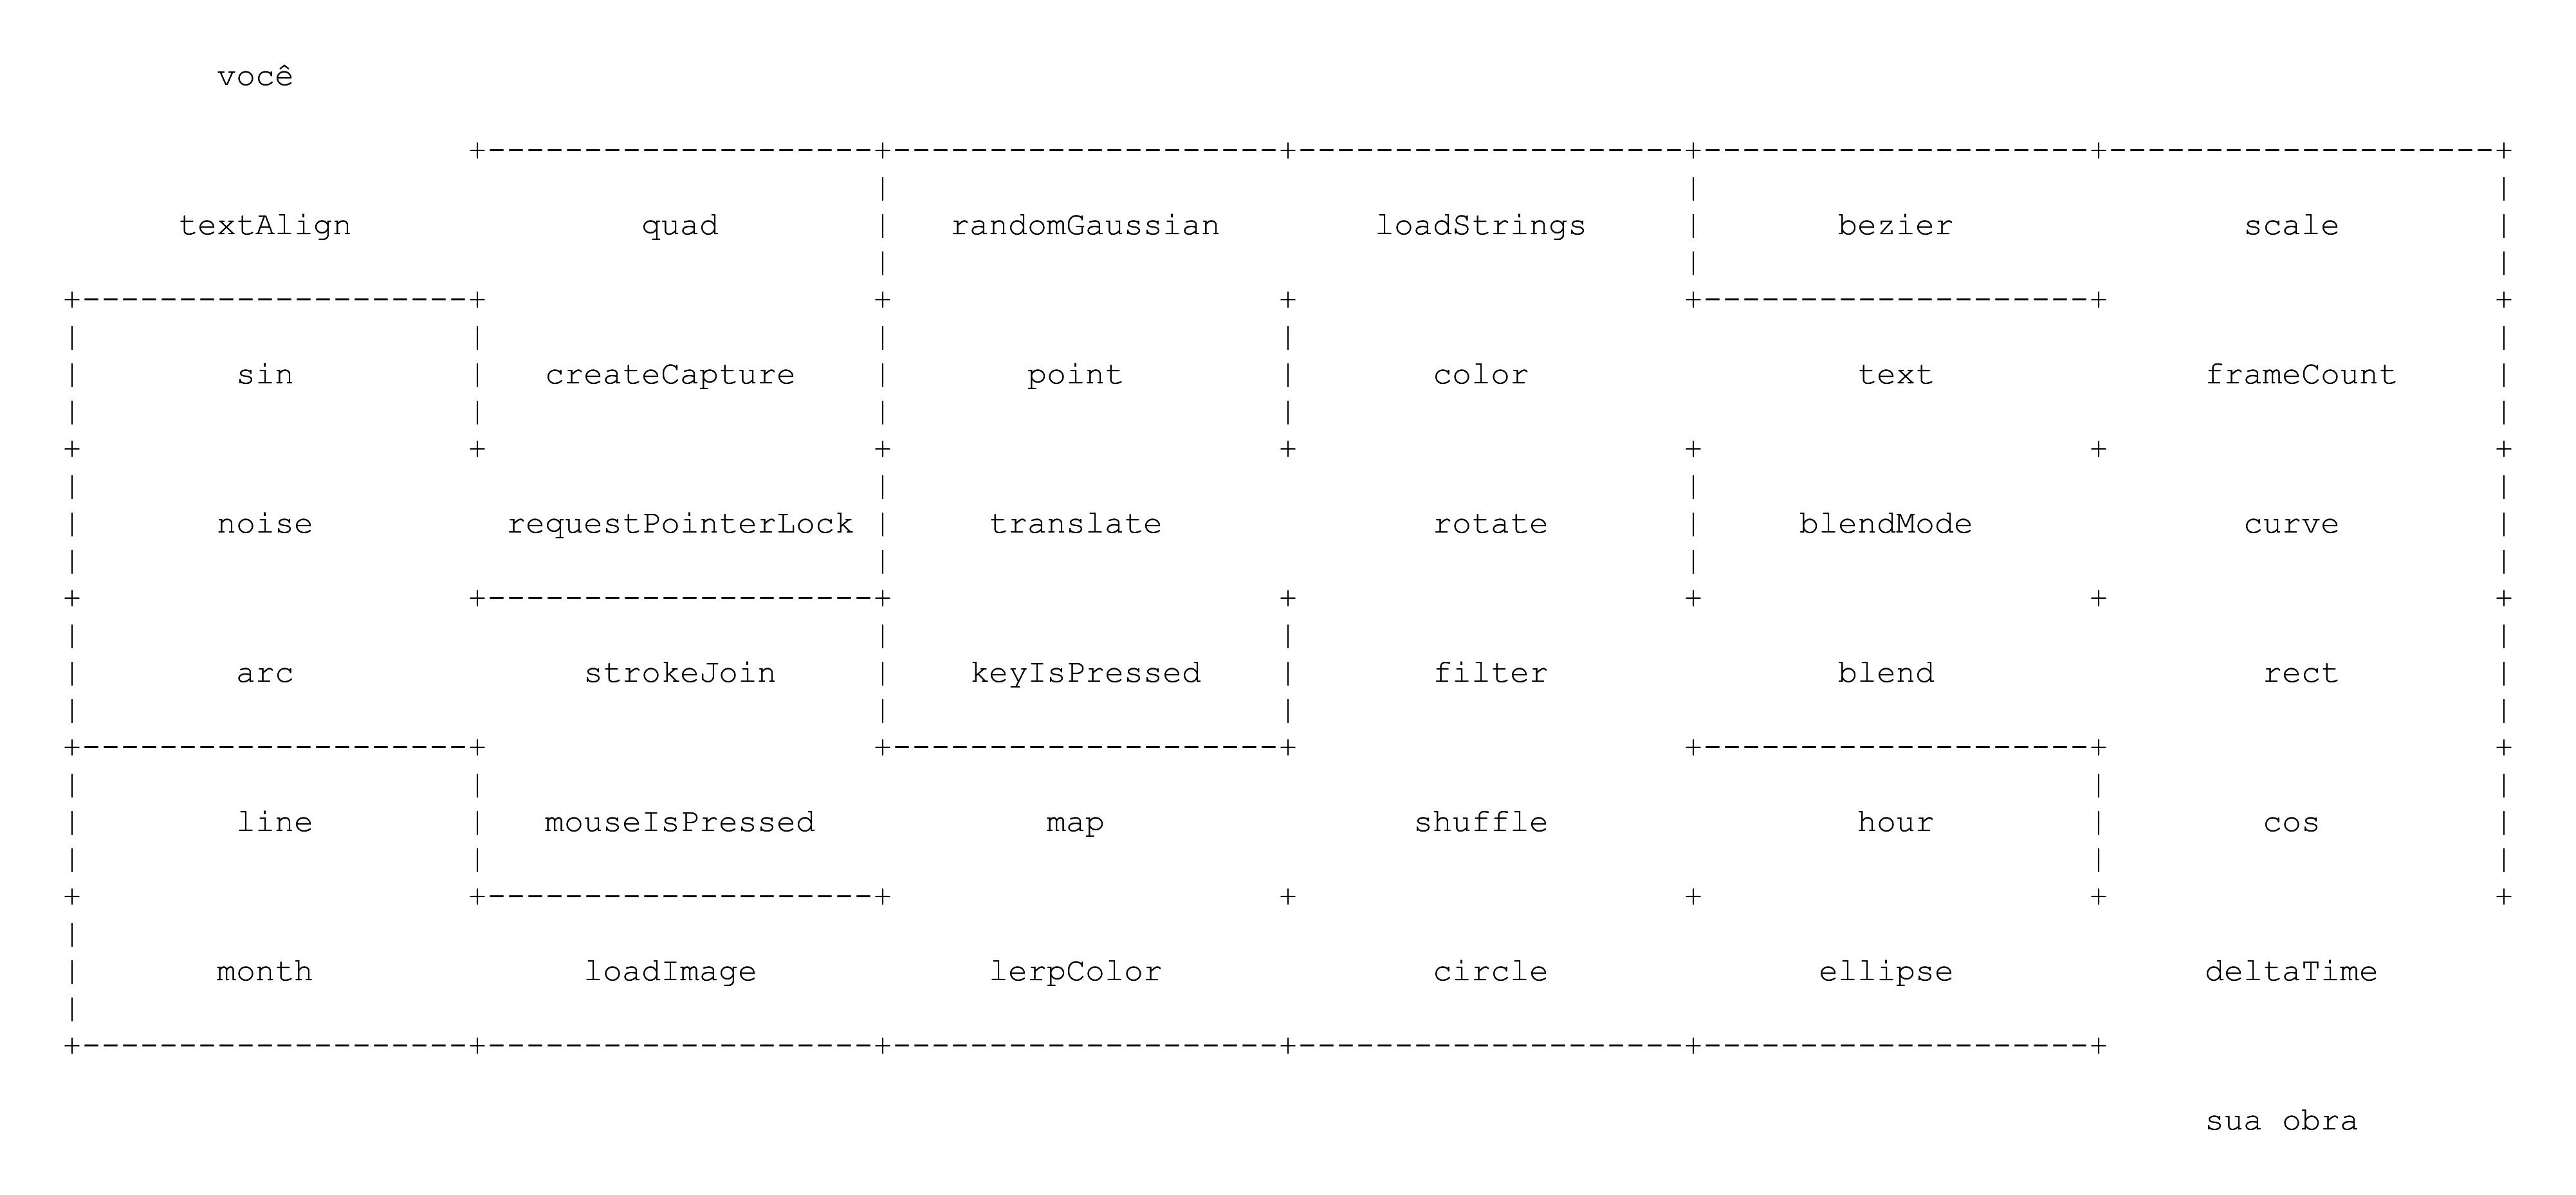 você
textAlign quad randomGaussian loadStrings bezier scale
sin createCapture point color text frameCount
noise requestPointerLock translate rotate blendMode curve
arc strokeJoin keyIsPressed filter blend rect
line mouseIsPressed map shuffle hour cos
month loadImage lerpColor circle ellipse deltaTime
sua obra